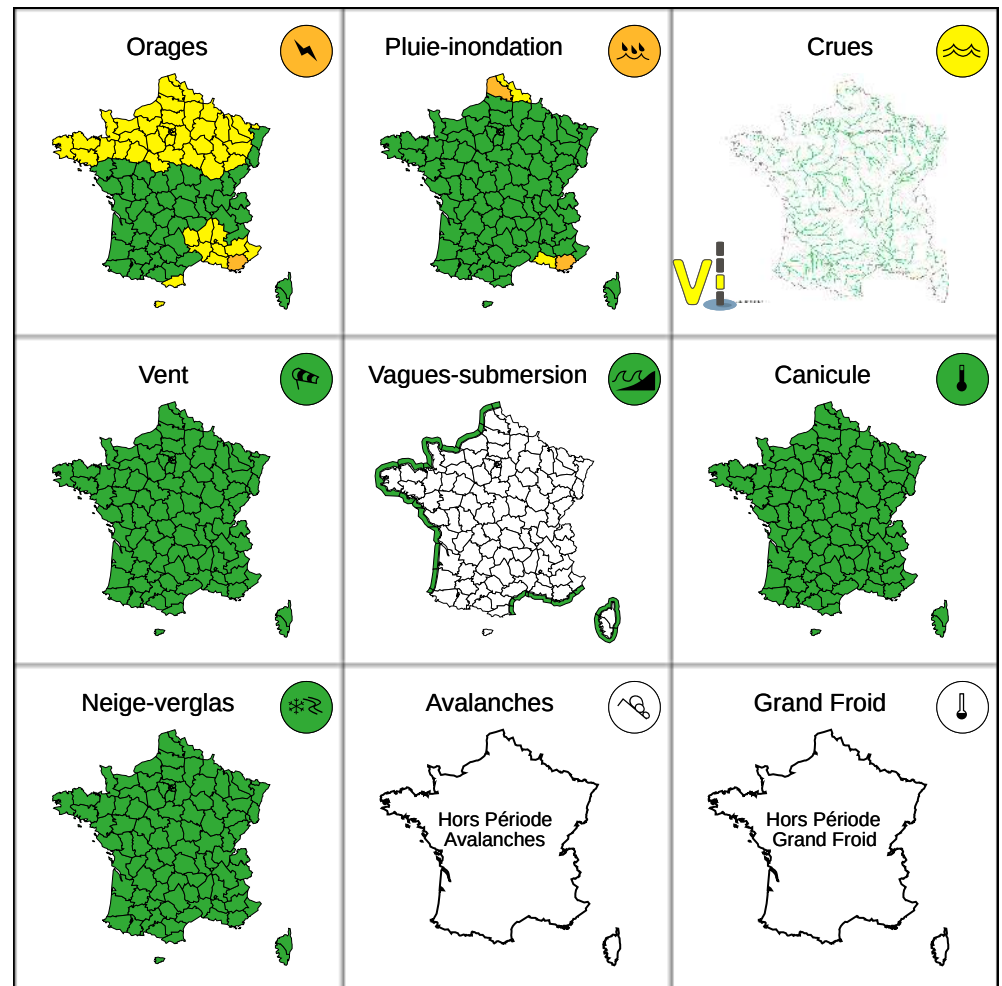 Orages
Pluie-inondation
Crues
Vi
Vent
Vagues-submersion
Canicule
Neige-verglas
Avalanches
Grand Froid
Hors Période
Avalanches
Hors Période
Grand Froid